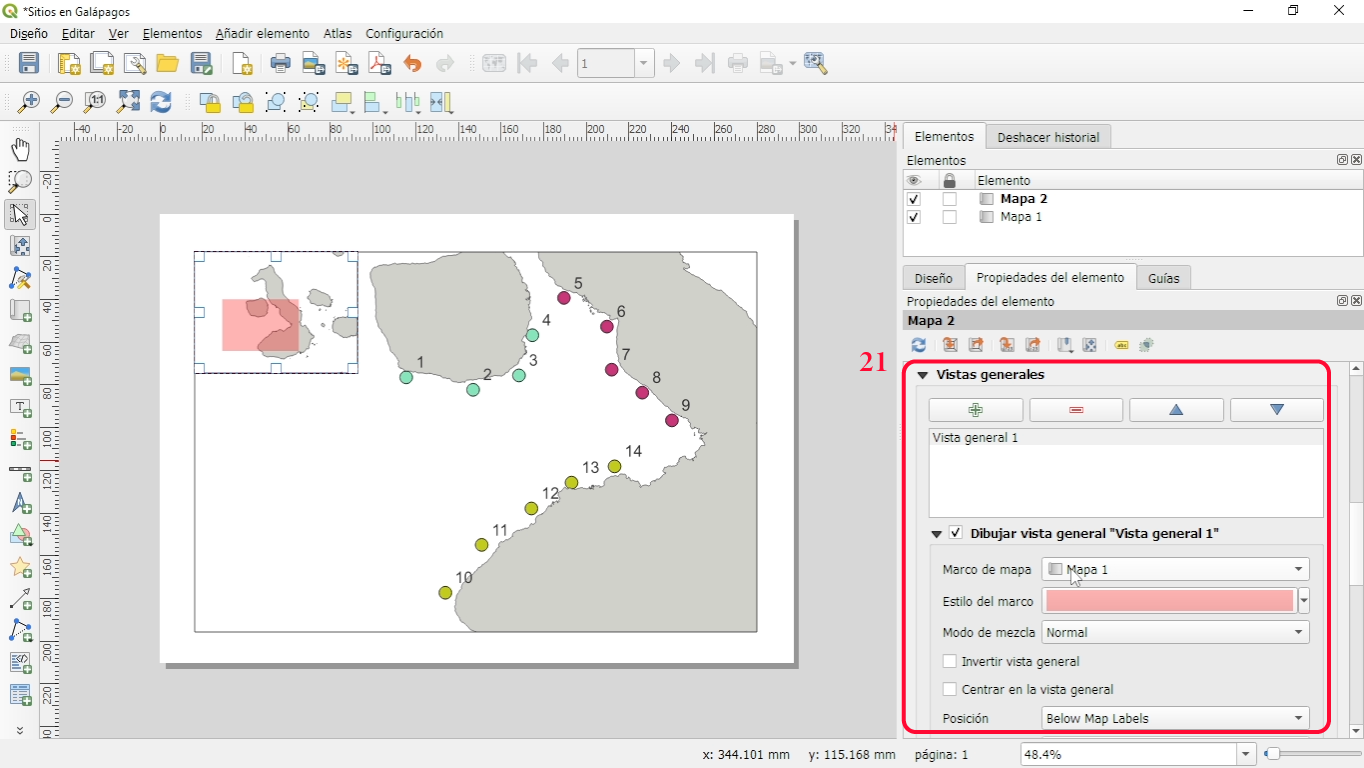 *Sitios en Galápagos
Diseño Editar Ver Elementos Añadir elemento Atlas Configuración
1
-40 -20 0 20 40 60 80 100 120 140 160 180 200 220 240 260 280 300 320
-20 0 20 40 60 80 100 120 140 160 180 200 220
1
2
3
4
5
6
7
8
9
10
11
12
13
14
21
Elementos Deshacer historial
Elementos
Elemento
Mapa 2
Mapa 1
Diseño Propiedades del elemento Guías
Propiedades del elemento
Mapa 2
Vistas generales
Vista general 1
Dibujar vista general "Vista general 1"
Marco de mapa Mapa 1
Estilo del marco
Modo de mezcla Normal
Invertir vista general
Centrar en la vista general
Posición Below Map Labels
x: 344.101 mm y: 115.168 mm página: 1 48.4%